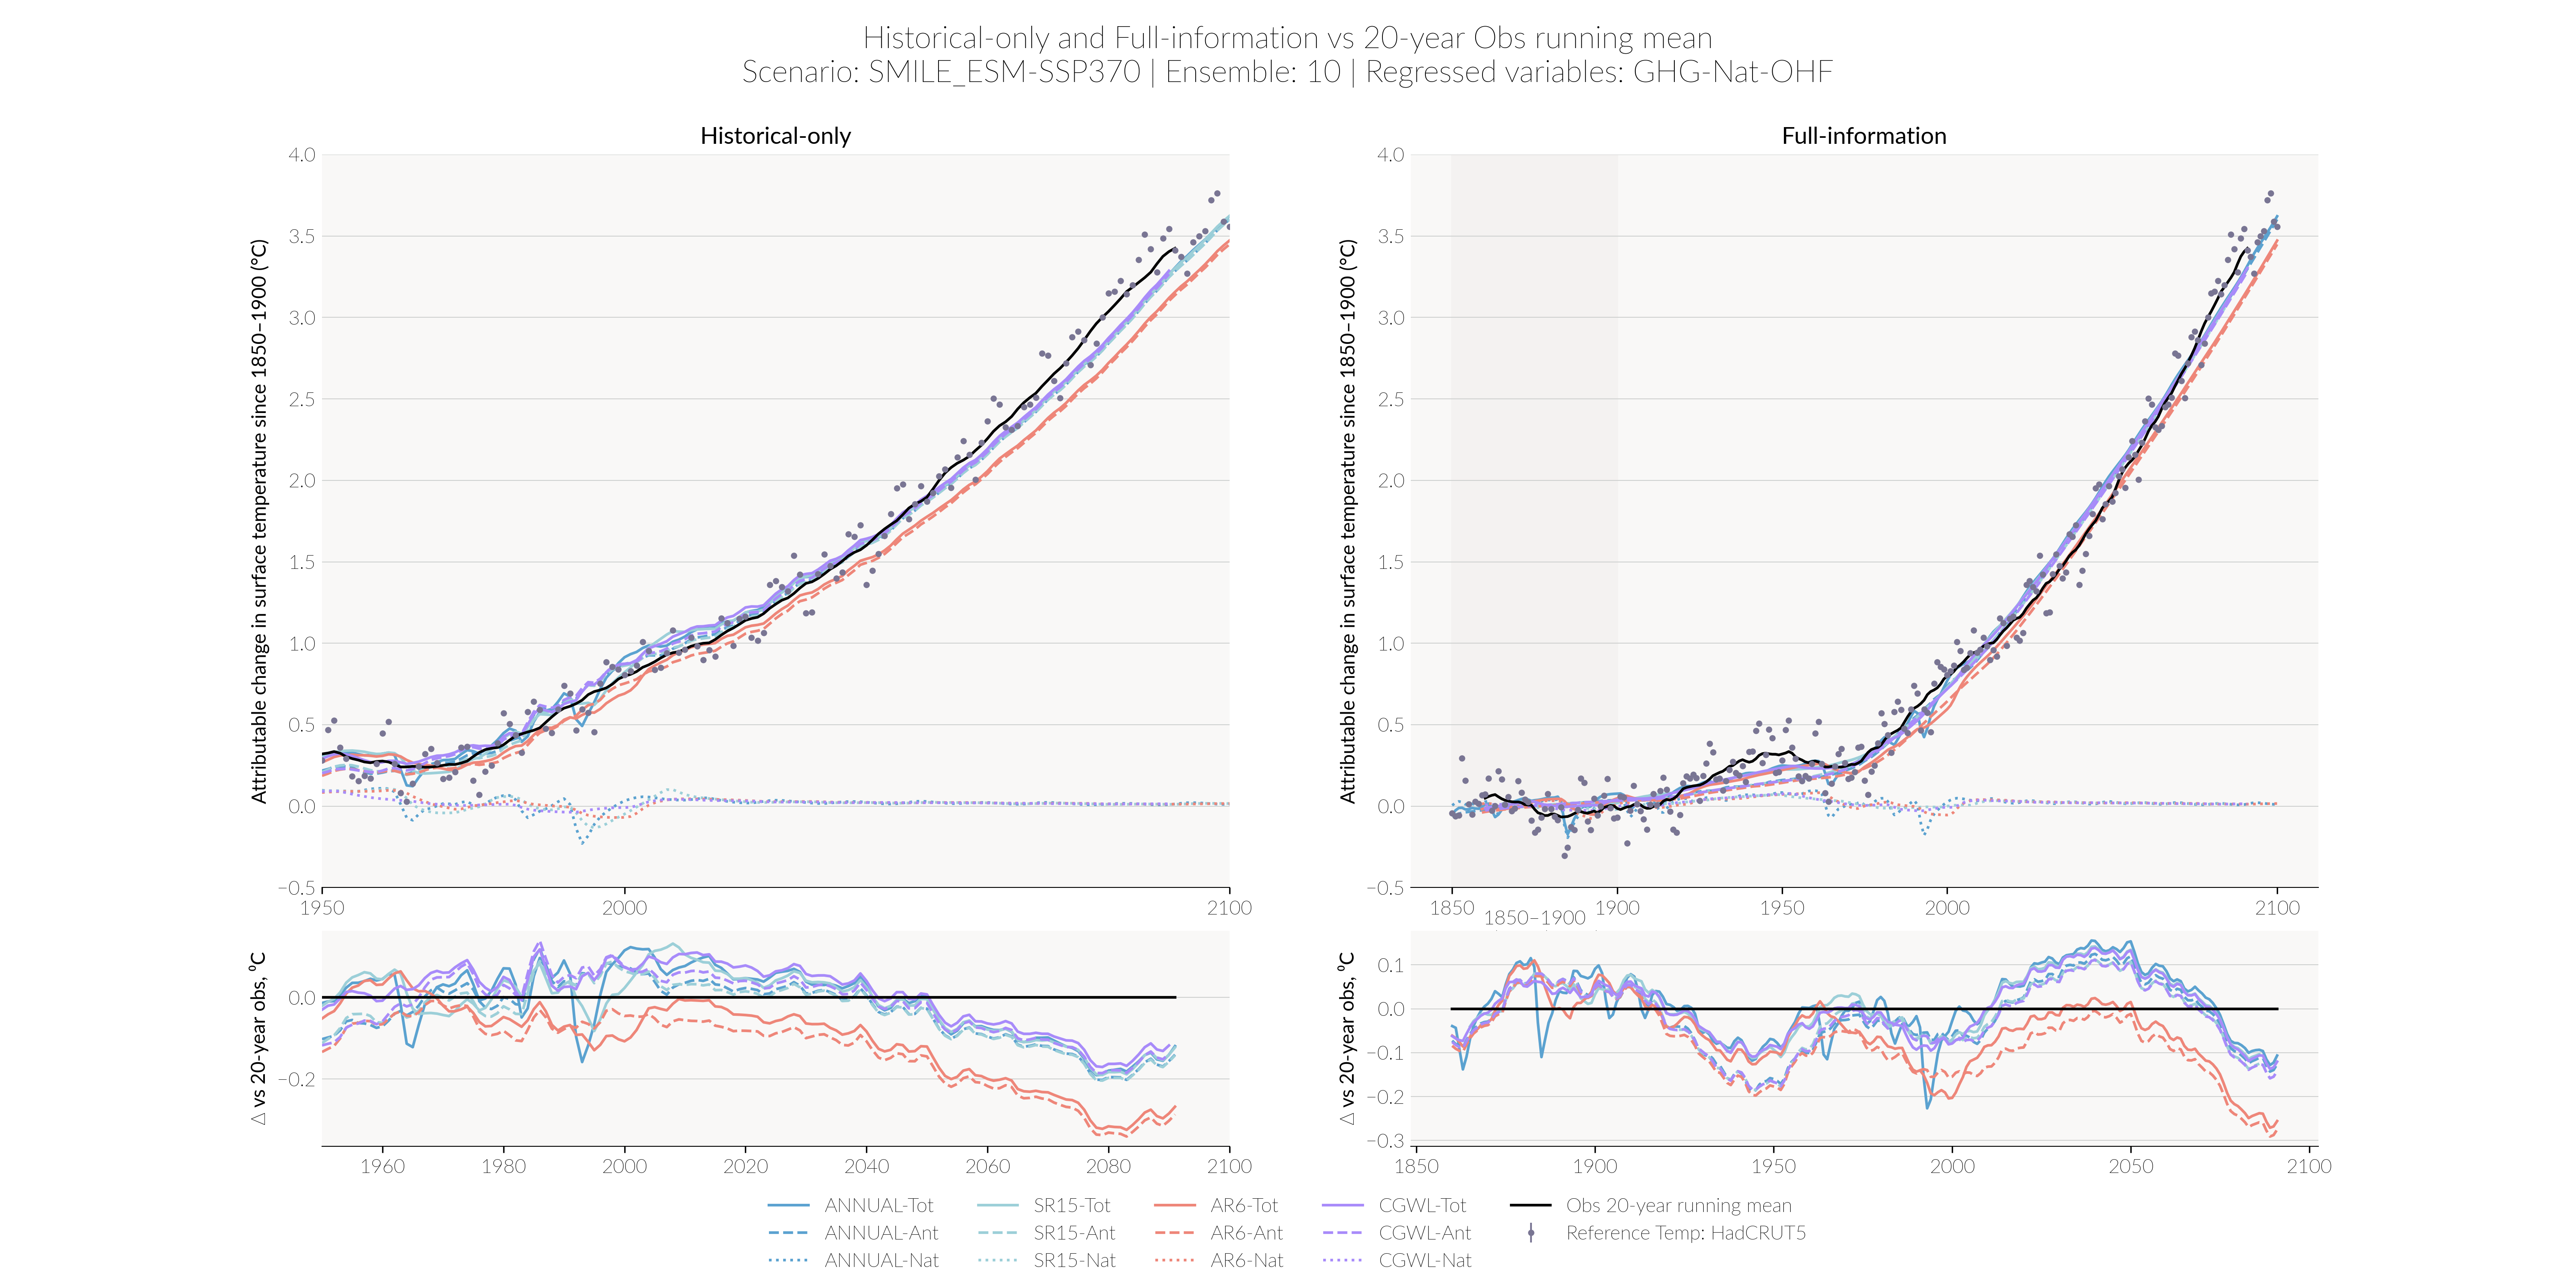 Historical-only and Full-information vs 20-year Obs running mean
Scenario: SMILE_ESM-SSP370 | Ensemble: 10 | Regressed variables: GHG-Nat-OHF
Historical-only
Attributable change in surface temperature since 1850–1900 (°C)
4.0
3.5
3.0
2.5
2.0
1.5
1.0
0.5
0.0
−0.5
1950
2000
2100
Δ vs 20-year obs, °C
0.0
−0.2
1960
1980
2000
2020
2040
2060
2080
2100
Full-information
Attributable change in surface temperature since 1850–1900 (°C)
4.0
3.5
3.0
2.5
2.0
1.5
1.0
0.5
0.0
−0.5
1850
1850–1900
1900
1950
2000
2100
Δ vs 20-year obs, °C
0.1
0.0
−0.1
−0.2
−0.3
1850
1900
1950
2000
2050
2100
ANNUAL-Tot
ANNUAL-Ant
ANNUAL-Nat
SR15-Tot
SR15-Ant
SR15-Nat
AR6-Tot
AR6-Ant
AR6-Nat
CGWL-Tot
CGWL-Ant
CGWL-Nat
Obs 20-year running mean
Reference Temp: HadCRUT5